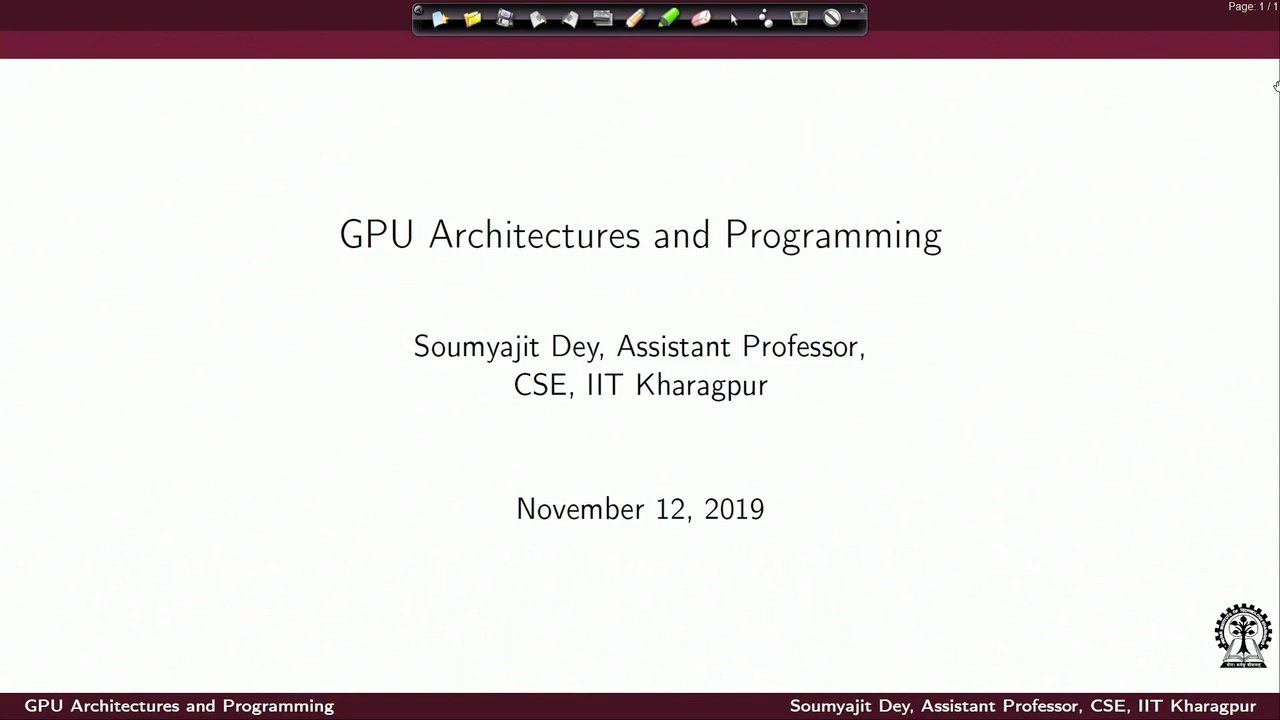 Page: 1 / 1
GPU Architectures and Programming
Soumyajit Dey, Assistant Professor,
CSE, IIT Kharagpur
November 12, 2019
GPU Architectures and Programming
Soumyajit Dey, Assistant Professor, CSE, IIT Kharagpur